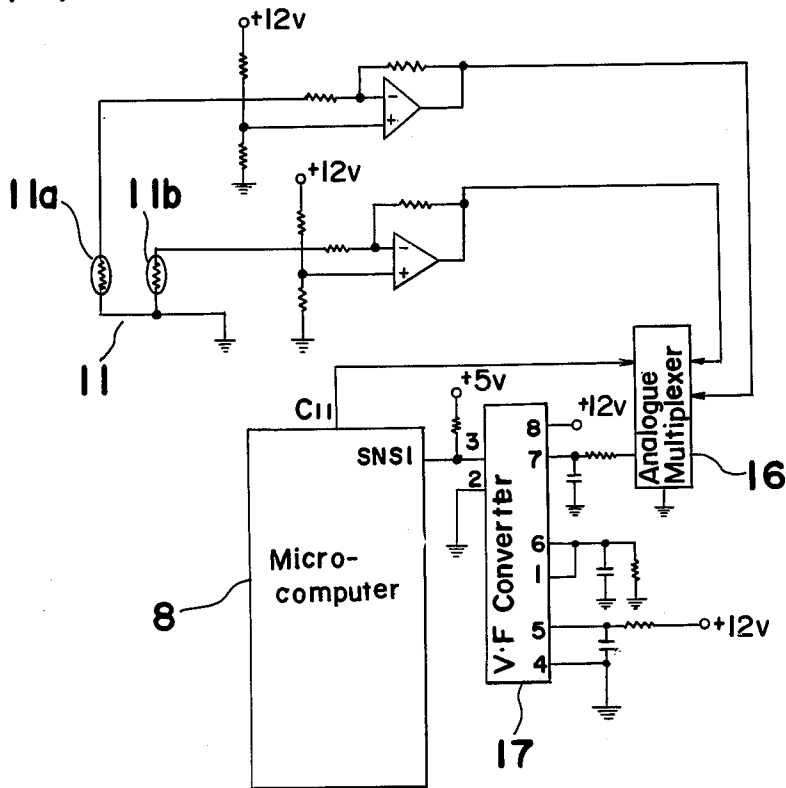 +12v
+12v
11a
11b
11
C11
+5v
+12v
SNS1
3
2
8
7
6
1
5
4
V·F Converter
Analogue
Multiplexer
16
Micro-
computer
8
+12v
17